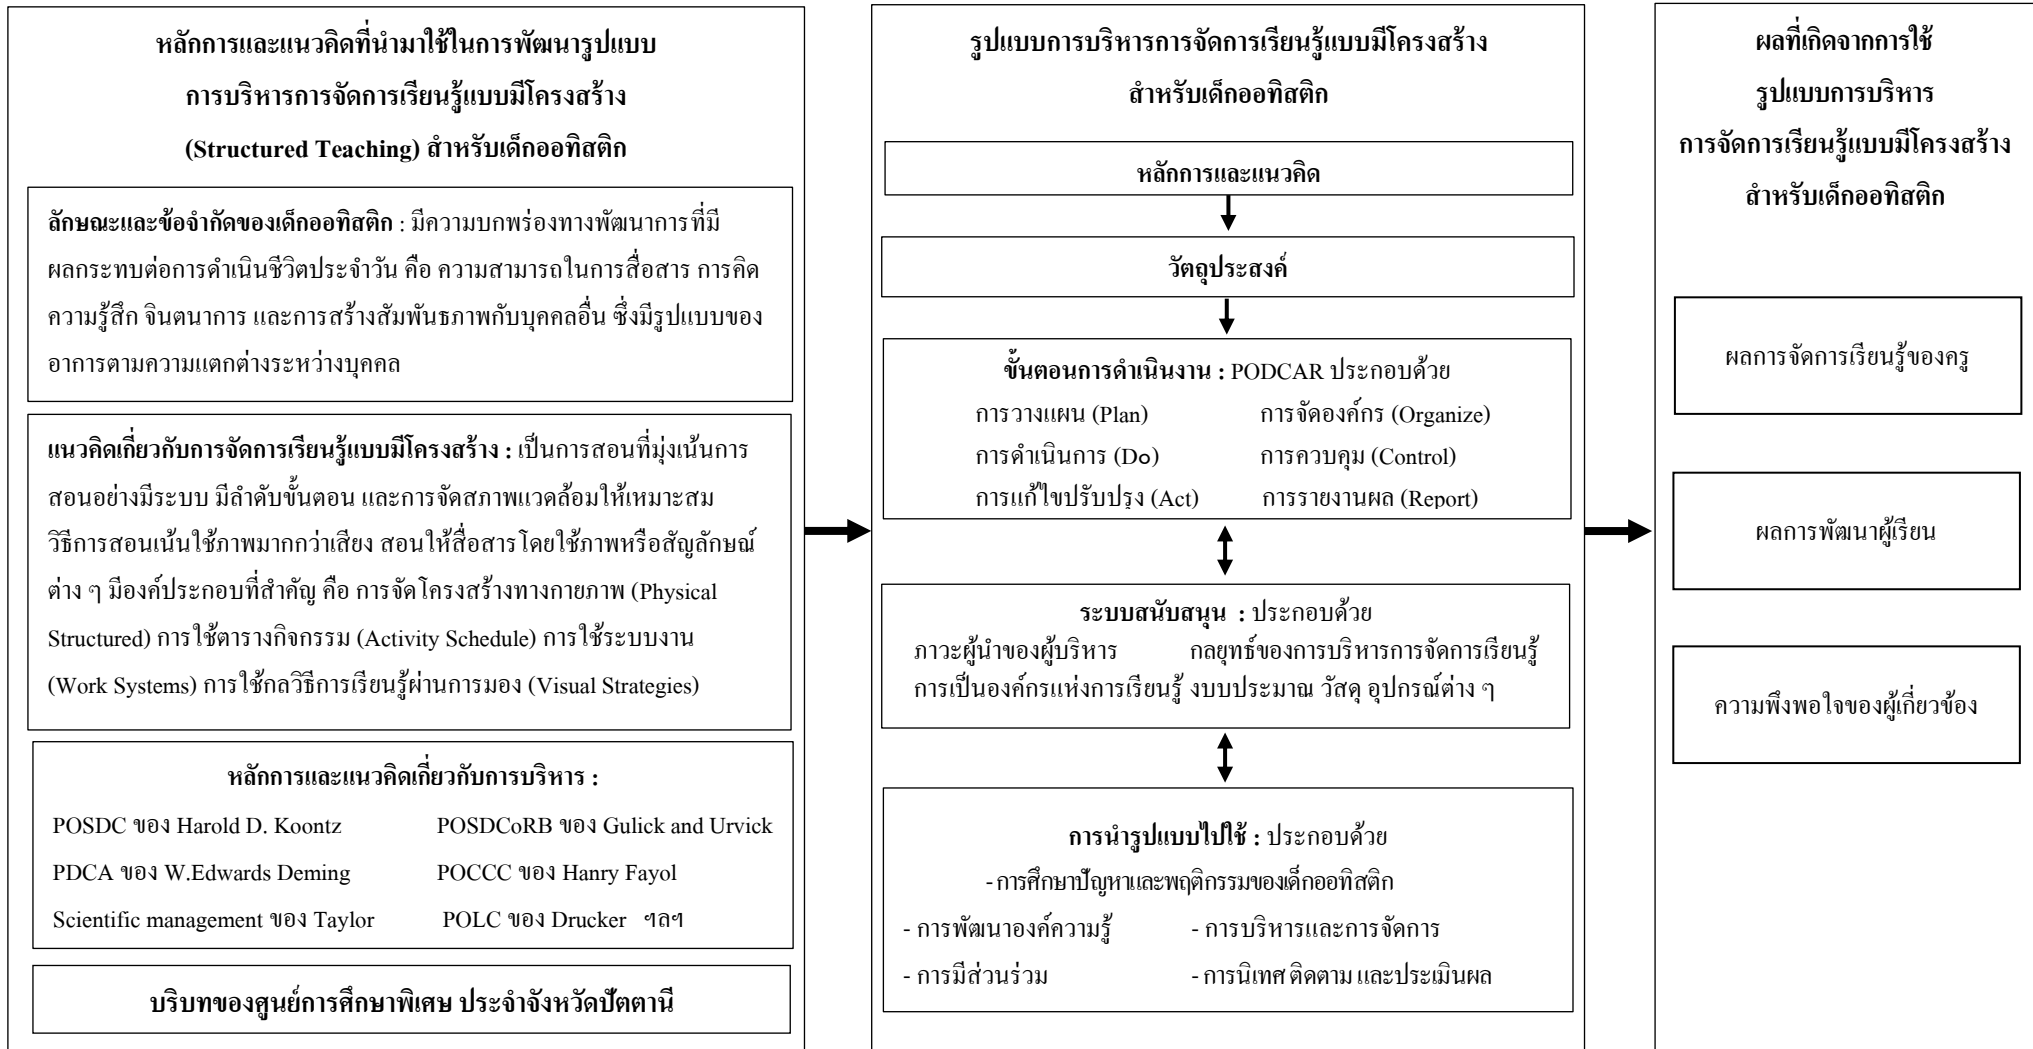 หลักการและแนวคิดที่นำมาใช้ในการพัฒนารูปแบบ
การบริหารการจัดการเรียนรู้แบบมีโครงสร้าง
(Structured Teaching) สำหรับเด็กออทิสติก
ลักษณะและข้อจำกัดของเด็กออทิสติก : มีความบกพร่องทางพัฒนาการที่มี
ผลกระทบต่อการดำเนินชีวิตประจำวัน คือ ความสามารถในการสื่อสาร การคิด
ความรู้สึก จินตนาการ และการสร้างสัมพันธภาพกับบุคคลอื่น ซึ่งมีรูปแบบของ
อาการตามความแตกต่างระหว่างบุคคล
แนวคิดเกี่ยวกับการจัดการเรียนรู้แบบมีโครงสร้าง : เป็นการสอนที่มุ่งเน้นการ
สอนอย่างมีระบบ มีลำดับขั้นตอน และการจัดสภาพแวดล้อมให้เหมาะสม
วิธีการสอนเน้นใช้ภาพมากกว่าเสียง สอนให้สื่อสารโดยใช้ภาพหรือสัญลักษณ์
ต่าง ๆ มีองค์ประกอบที่สำคัญ คือ การจัดโครงสร้างทางกายภาพ (Physical
Structured) การใช้ตารางกิจกรรม (Activity Schedule) การใช้ระบบงาน
(Work Systems) การใช้กลวิธีการเรียนรู้ผ่านการมอง (Visual Strategies)
หลักการและแนวคิดเกี่ยวกับการบริหาร :
POSDC ของ Harold D. Koontz POSDCoRB ของ Gulick and Urvick
PDCA ของ W.Edwards Deming POCCC ของ Hanry Fayol
Scientific management ของ Taylor POLC ของ Drucker ฯลฯ
บริบทของศูนย์การศึกษาพิเศษ ประจำจังหวัดปัตตานี
รูปแบบการบริหารการจัดการเรียนรู้แบบมีโครงสร้าง
สำหรับเด็กออทิสติก
หลักการและแนวคิด
วัตถุประสงค์
ขั้นตอนการดำเนินงาน : PODCAR ประกอบด้วย
การวางแผน (Plan) การจัดองค์กร (Organize)
การดำเนินการ (Do) การควบคุม (Control)
การแก้ไขปรับปรุง (Act) การรายงานผล (Report)
ระบบสนับสนุน : ประกอบด้วย
ภาวะผู้นำของผู้บริหาร กลยุทธ์ของการบริหารการจัดการเรียนรู้
การเป็นองค์กรแห่งการเรียนรู้ งบบประมาณ วัสดุ อุปกรณ์ต่าง ๆ
การนำรูปแบบไปใช้ : ประกอบด้วย
- การศึกษาปัญหาและพฤติกรรมของเด็กออทิสติก
- การพัฒนาองค์ความรู้ - การบริหารและการจัดการ
- การมีส่วนร่วม - การนิเทศ ติดตาม และประเมินผล
ผลที่เกิดจากการใช้
รูปแบบการบริหาร
การจัดการเรียนรู้แบบมีโครงสร้าง
สำหรับเด็กออทิสติก
ผลการจัดการเรียนรู้ของครู
ผลการพัฒนาผู้เรียน
ความพึงพอใจของผู้เกี่ยวข้อง